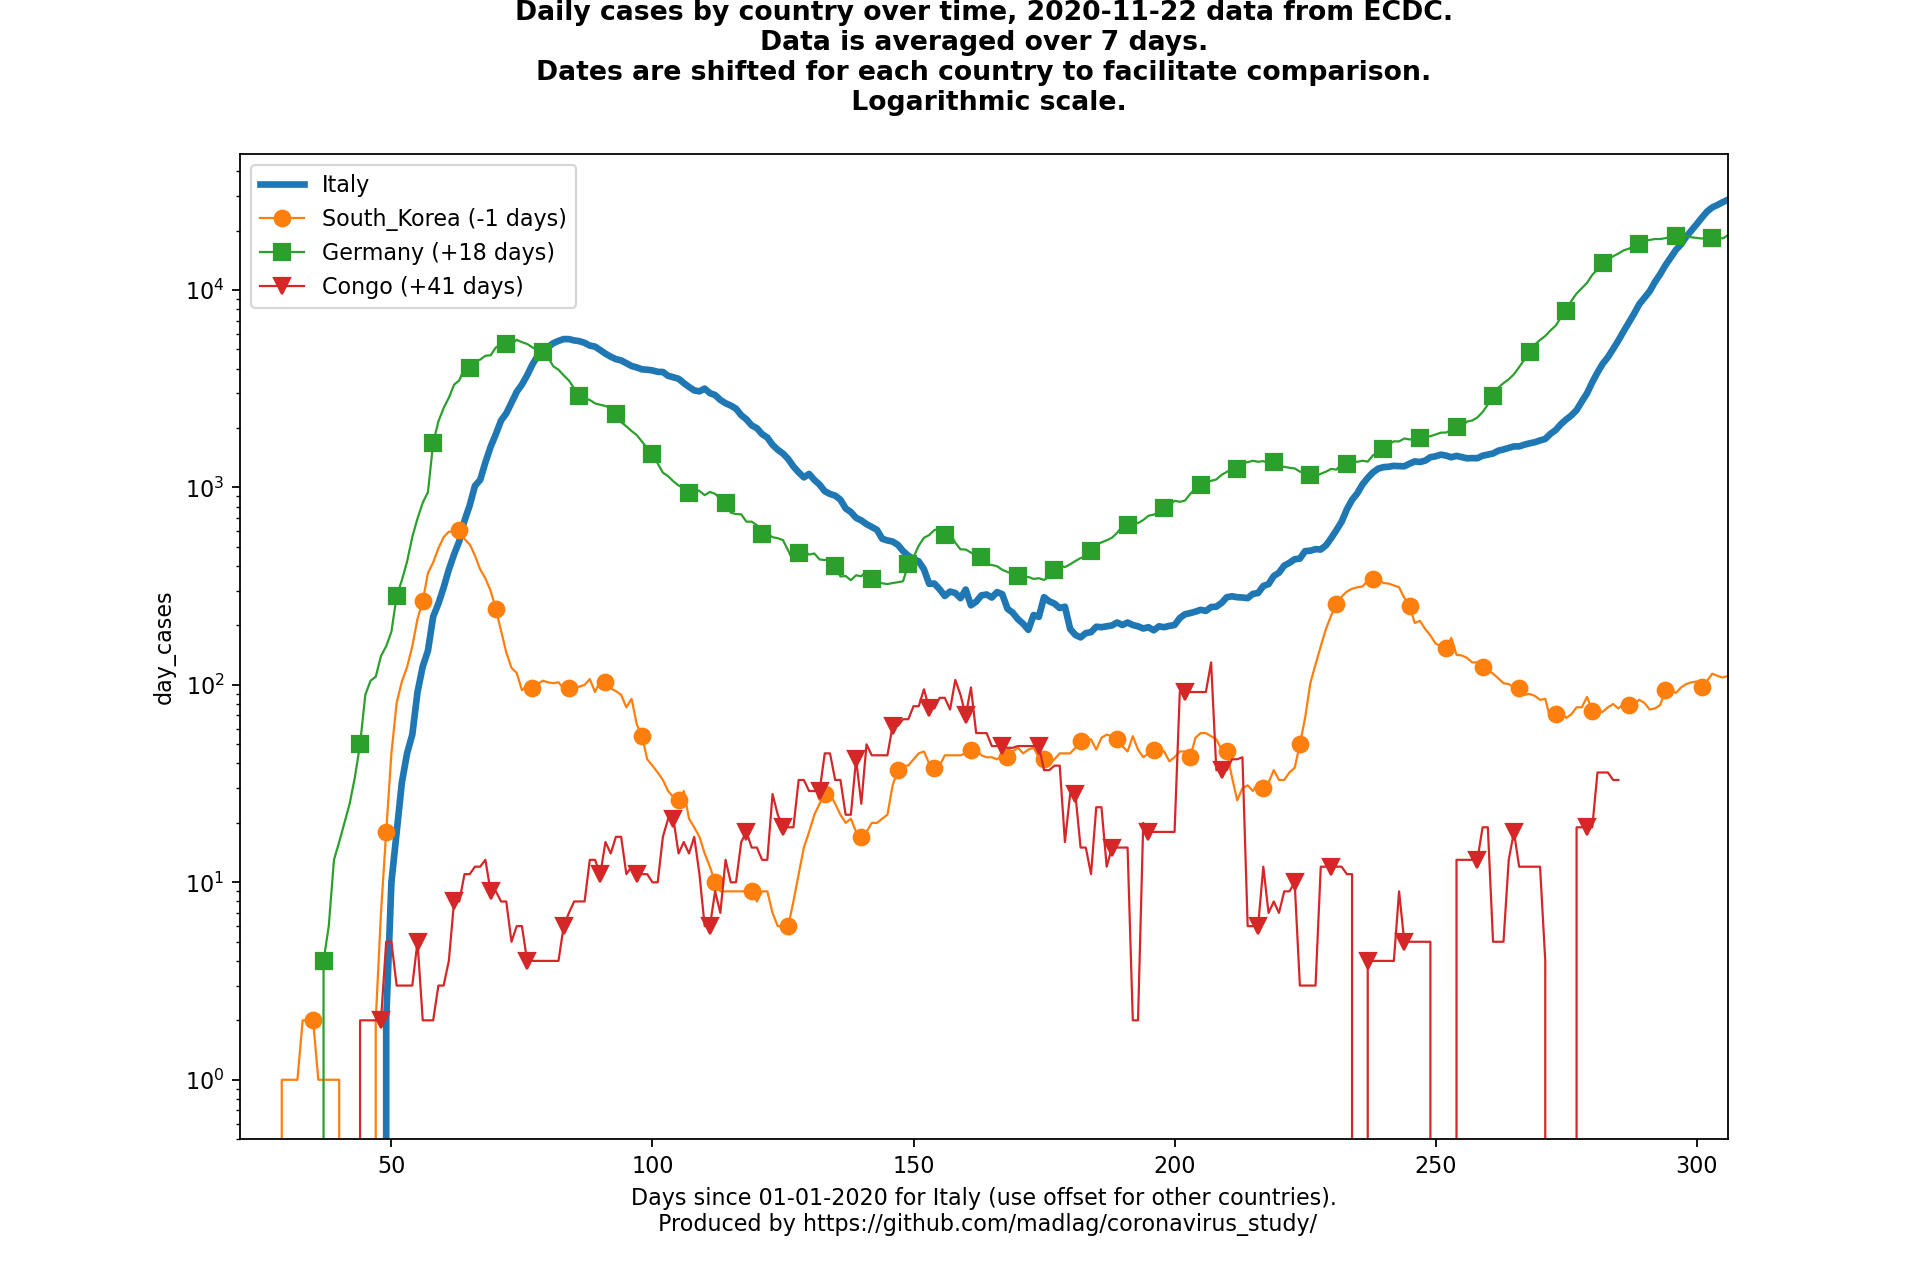 Daily cases by country over time, 2020-11-22 data from ECDC.
Data is averaged over 7 days.
Dates are shifted for each country to facilitate comparison.
Logarithmic scale.
Italy
South_Korea (-1 days)
Germany (+18 days)
Congo (+41 days)
day_cases
10⁴
10³
10²
10¹
10⁰
50 100 150 200 250 300
Days since 01-01-2020 for Italy (use offset for other countries).
Produced by https://github.com/madlag/coronavirus_study/